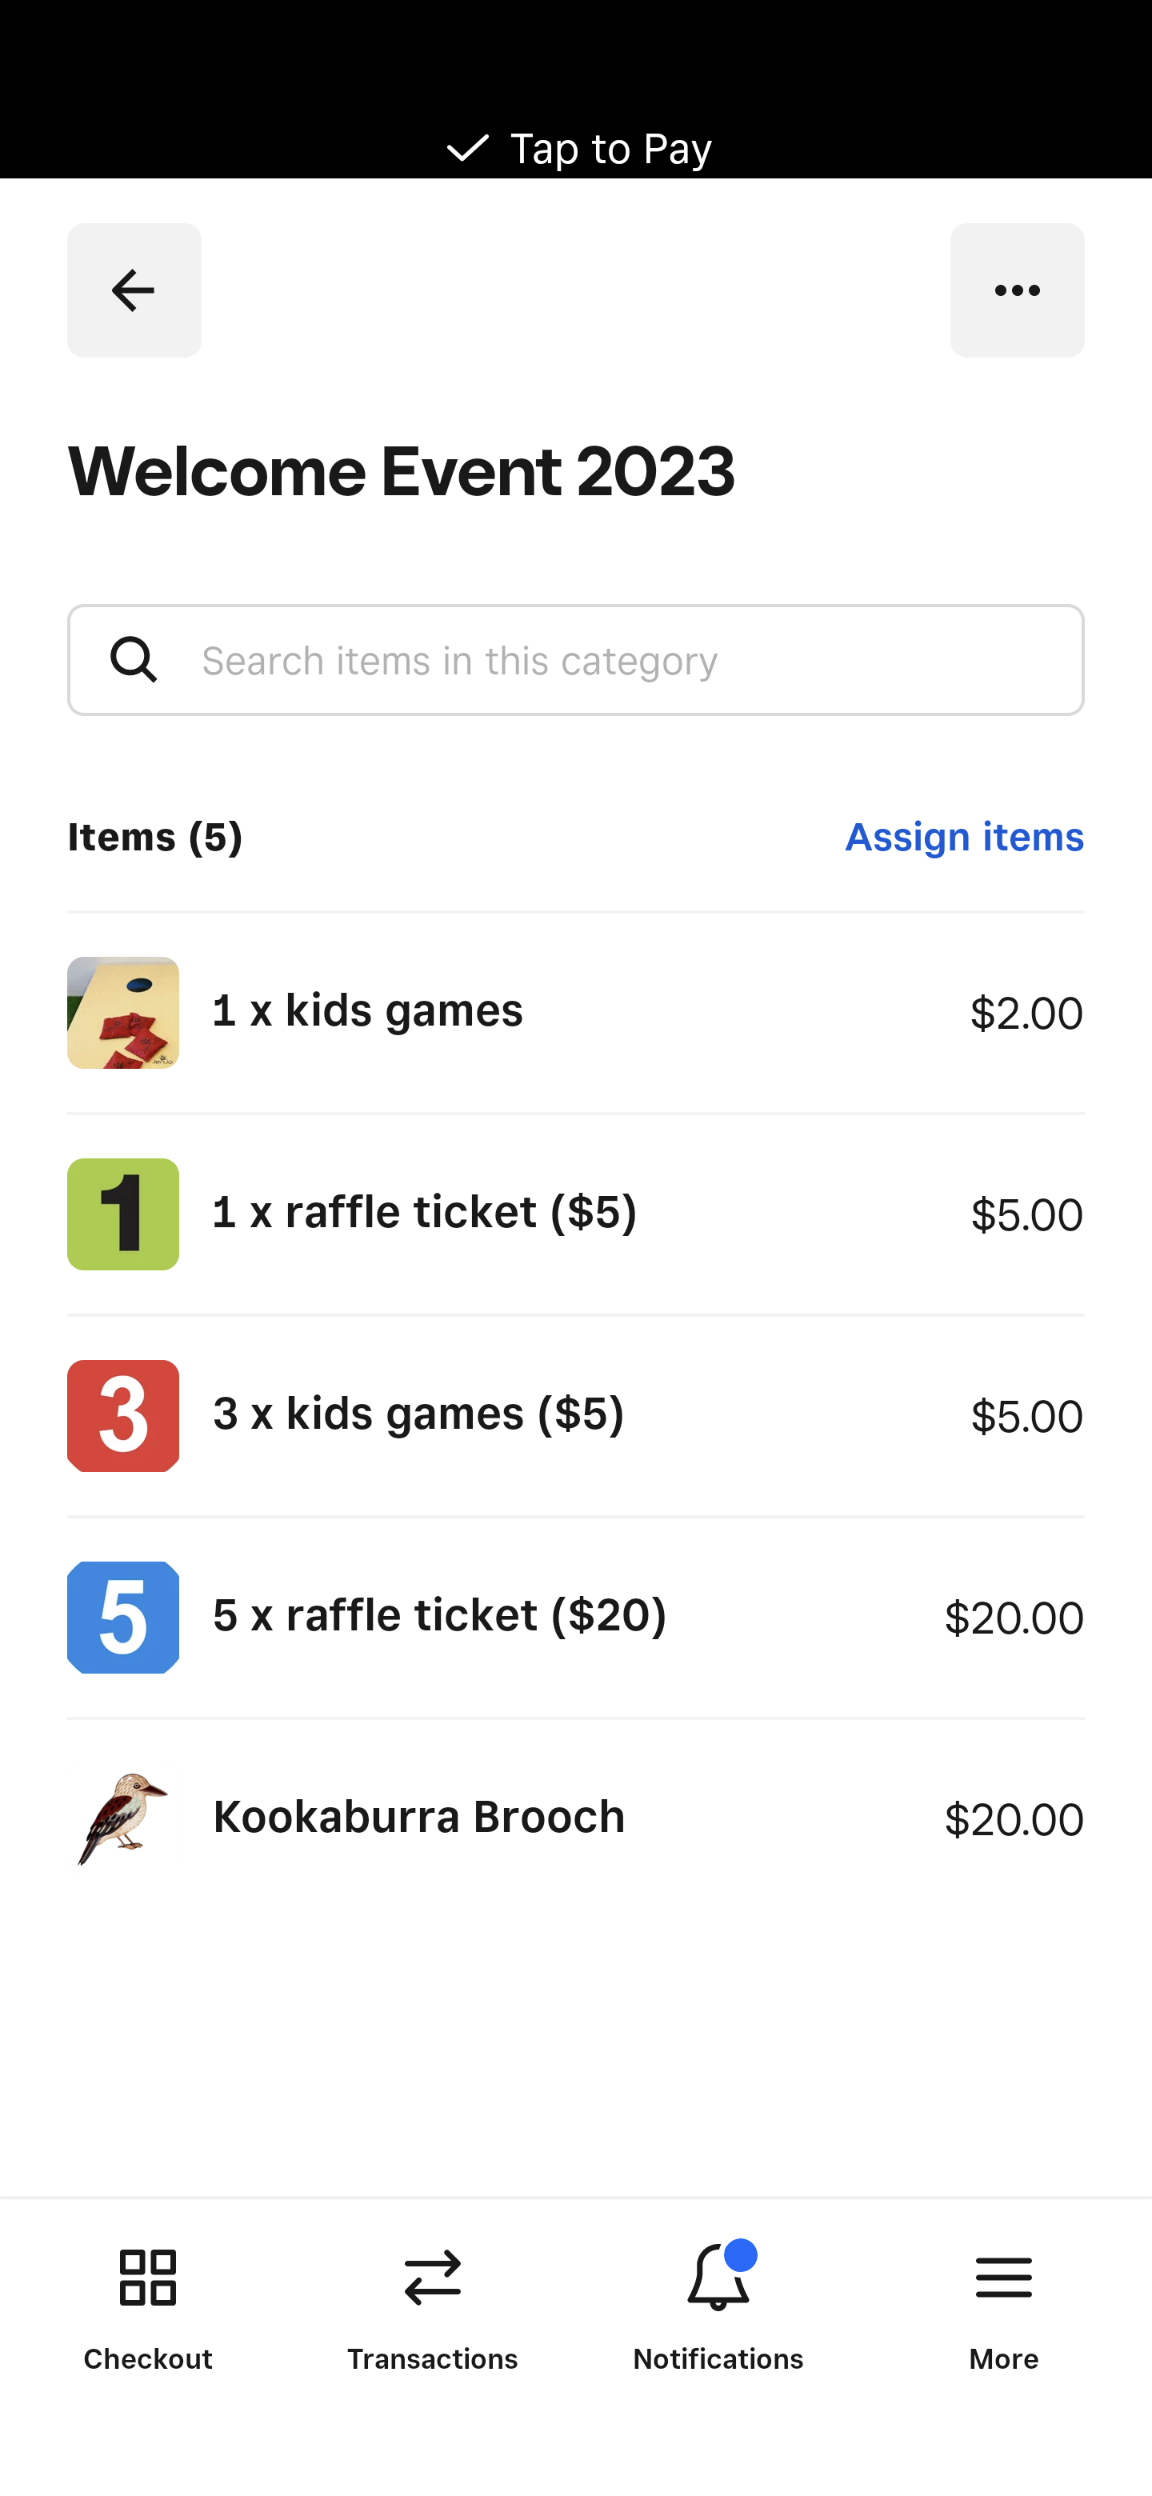 Tap to Pay
Welcome Event 2023
Search items in this category
Items (5)
Assign items
1 x kids games
$2.00
1
1 x raffle ticket ($5)
$5.00
3
3 x kids games ($5)
$5.00
5
5 x raffle ticket ($20)
$20.00
Kookaburra Brooch
$20.00
Checkout
Transactions
Notifications
More